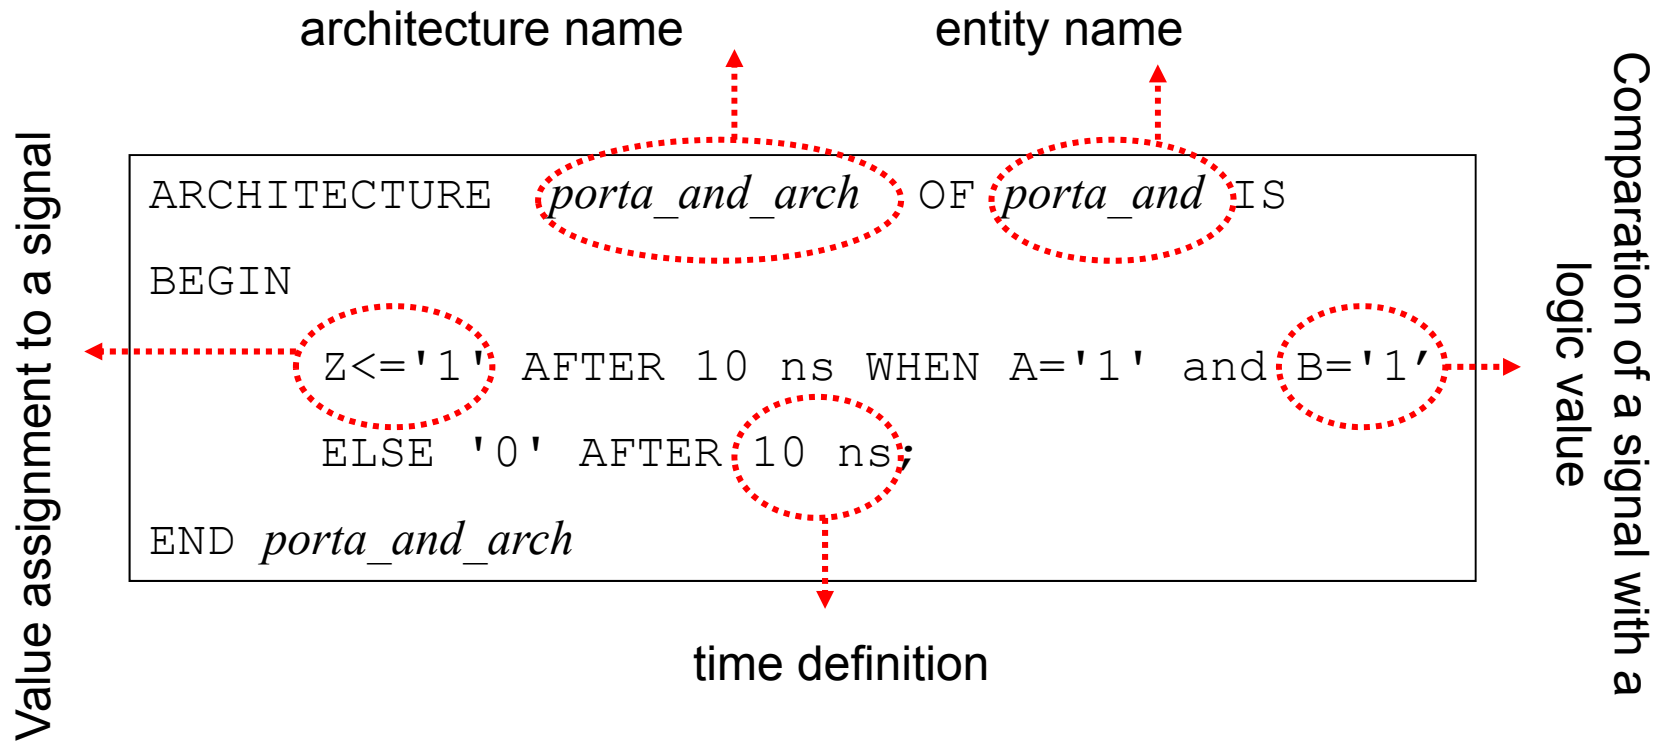 architecture name
entity name
Value assignment to a signal
ARCHITECTURE porta_and_arch OF porta_and IS
BEGIN
Z<='1' AFTER 10 ns WHEN A='1' and B='1’
ELSE '0' AFTER 10 ns;
END porta_and_arch
time definition
Comparation of a signal with a
logic value